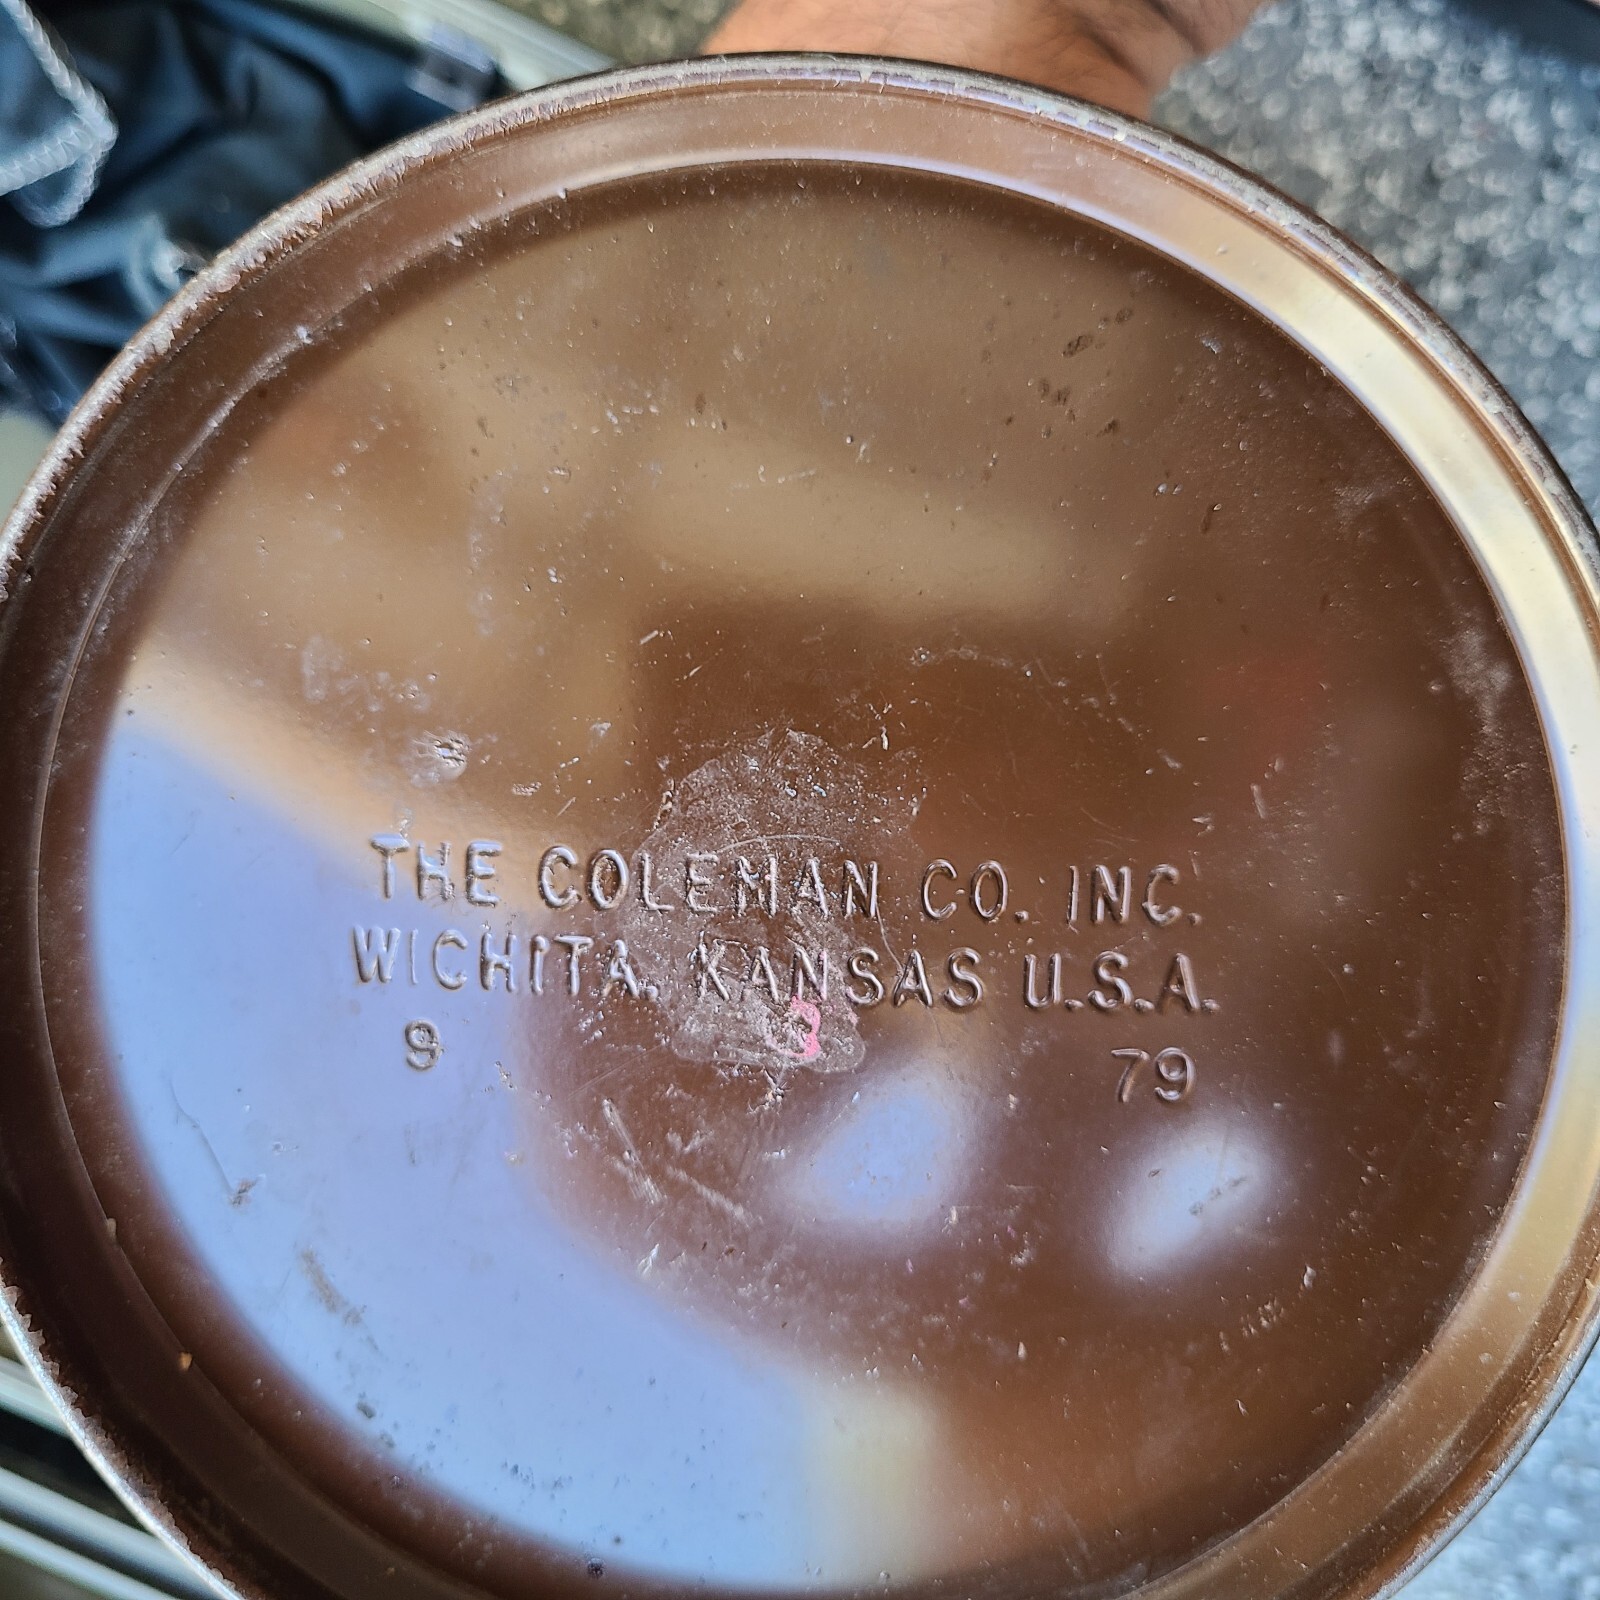 THE COLEMAN CO. INC.
WICHITA, KANSAS U.S.A.
9 79